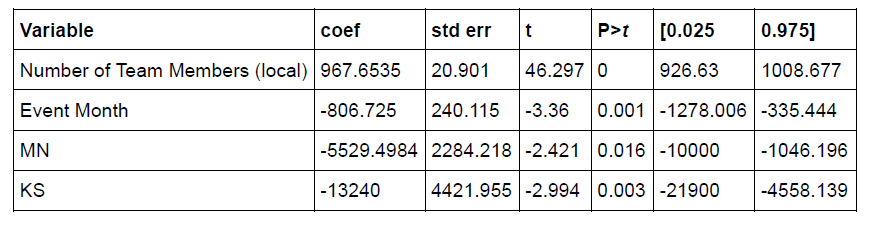 Variable coef std err t P>t [0.025 0.975]
Number of Team Members (local) 967.6535 20.901 46.297 0 926.63 1008.677
Event Month -806.725 240.115 -3.36 0.001 -1278.006 -335.444
MN -5529.4984 2284.218 -2.421 0.016 -10000 -1046.196
KS -13240 4421.955 -2.994 0.003 -21900 -4558.139